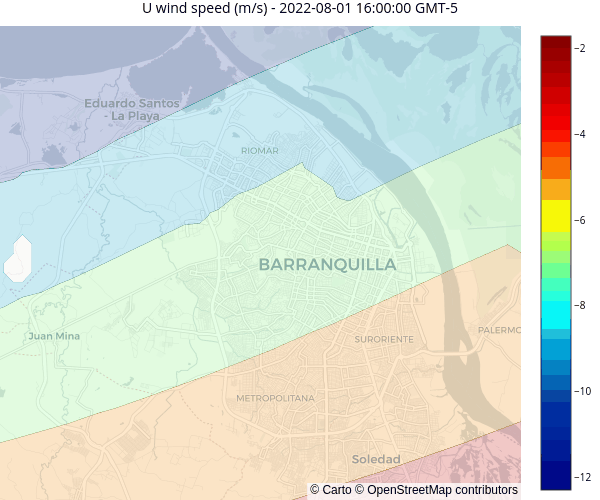 U wind speed (m/s) - 2022-08-01 16:00:00 GMT-5
−2
Eduardo Santos
- La Playa
−4
RIOMAR
−6
BARRANQUILLA
−8
Juan Mina
PALERMO
SURORIENTE
−10
METROPOLITANA
Soledad
−12
© Carto © OpenStreetMap contributors